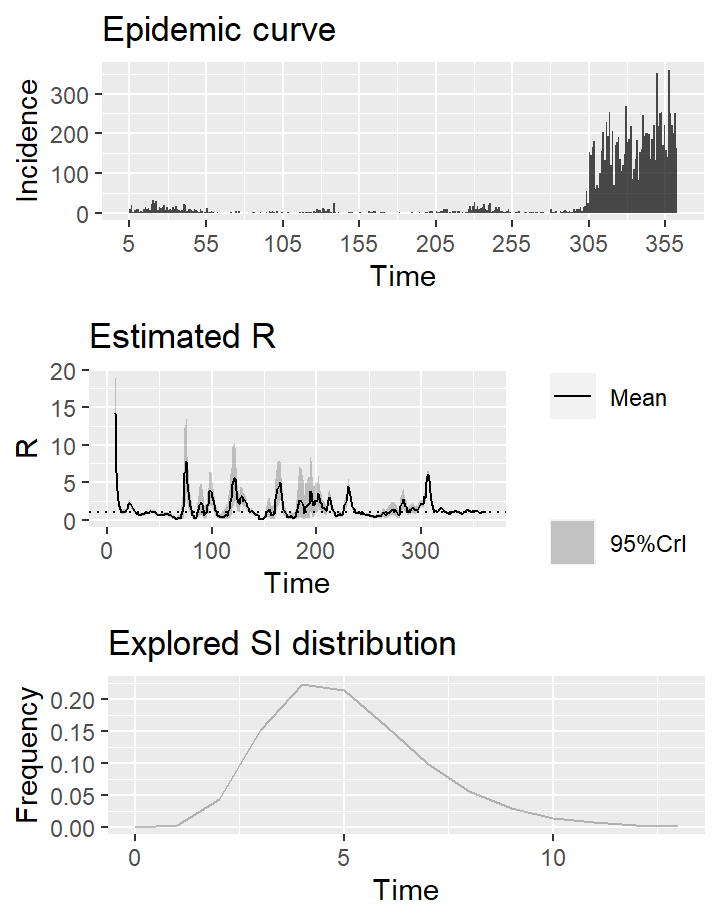 Epidemic curve
Incidence
300
200
100
0
5 55 105 155 205 255 305 355
Time
Estimated R
R
20
15
10
5
0
0 100 200 300
Time
Mean
95%CrI
Explored SI distribution
Frequency
0.20
0.15
0.10
0.05
0.00
0 5 10
Time